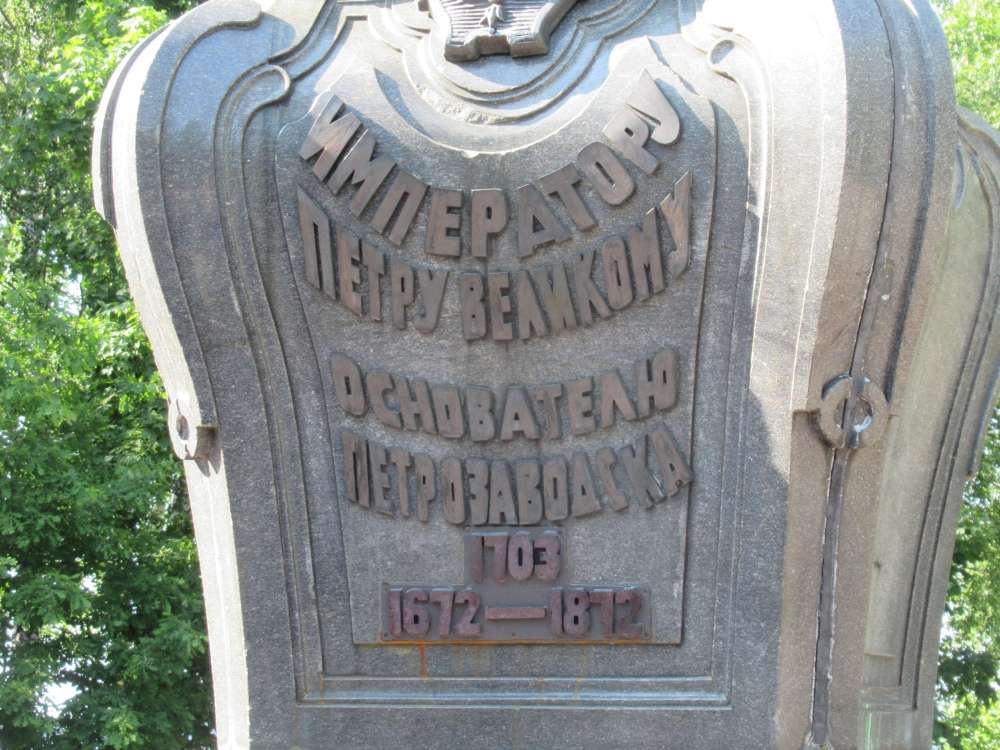 ИМПЕРАТОРУ
ПЕТРУ ВЕЛИКОМУ
ОСНОВАТЕЛЮ
ПЕТРОЗАВОДСКА
1703
1672—1872